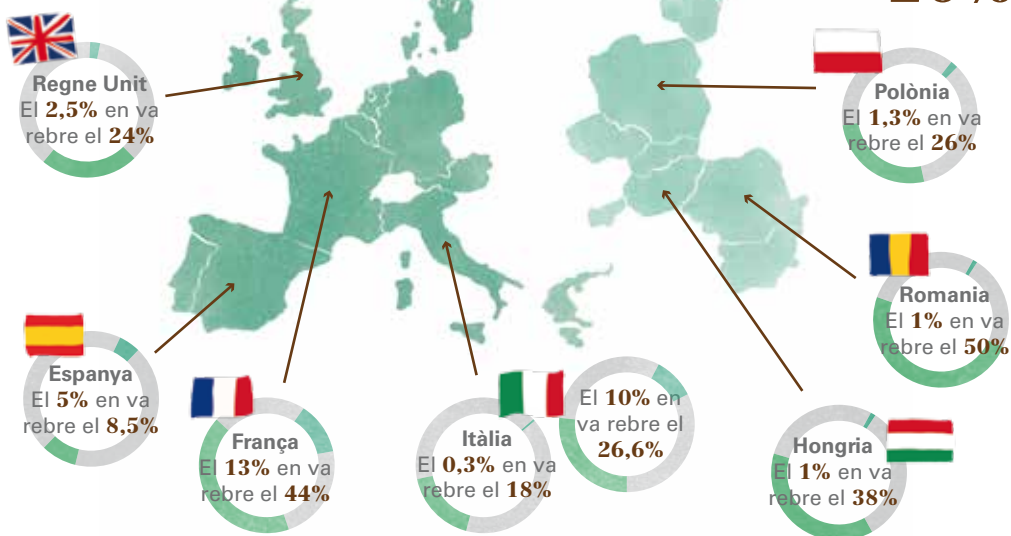 Regne Unit
El 2,5% en va
rebre el 24%
Polònia
El 1,3% en va
rebre el 26%
Romania
El 1% en va
rebre el 50%
Espanya
El 5% en va
rebre el 8,5%
França
El 13% en va
rebre el 44%
Itàlia
El 0,3% en va
rebre el 18%
El 10% en
va rebre el
26,6%
Hongria
El 1% en va
rebre el 38%